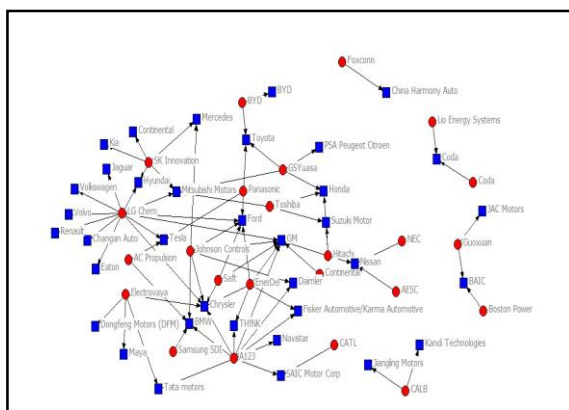 Foxconn
BYD
BYD
China Harmony Auto
Continental
Mercedes
Lio Energy Systems
Toyota
Kia
PSA Peugeot Citroen
SK Innovation
Coda
Jaguar
GSYuasa
Hyundai
Coda
Volkswagen
Mitsubishi Motors
Panasonic
Honda
Toshiba
Volvo
LG Chem
JAC Motors
Ford
Suzuki Motor
Renault
Changan Auto
Tesla
GM
NEC
Guoxuan
Johnson Controls
Hitachi
AC Propulsion
Nissan
Eaton
Continental
Saft
EnerDel
Daimler
BAIC
Electrovaya
AESC
Chrysler
Fisker Automotive/Karma Automotive
Boston Power
Dongfeng Motors (DFM)
BMW
THINK
Navistar
CATL
Kandi Technologies
Maya
Samsung SDI
A123
Jiangling Motors
SAIC Motor Corp
Tata motors
CALB